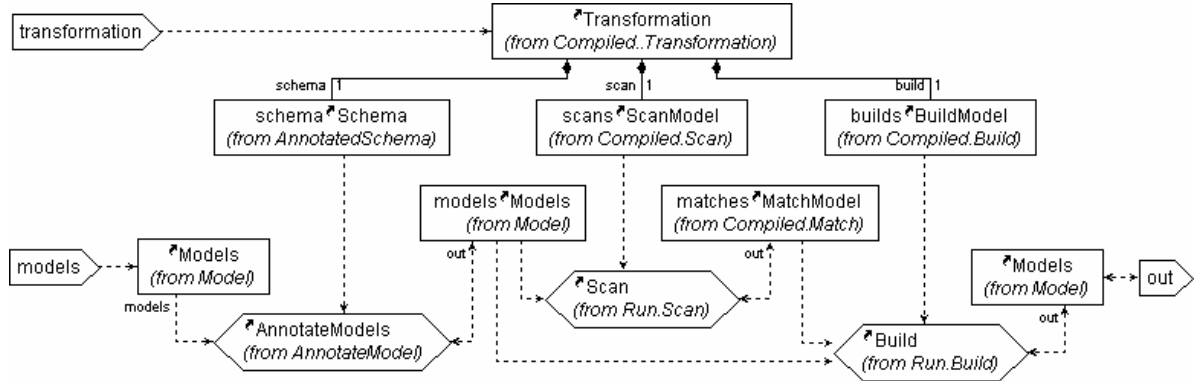 transformation
Transformation
(from Compiled..Transformation)
schema 1
scan 1
build 1
schema Schema
(from AnnotatedSchema)
scans ScanModel
(from Compiled.Scan)
builds BuildModel
(from Compiled.Build)
models Models
(from Model)
matches MatchModel
(from Compiled.Match)
models
Models
(from Model)
models
out
out
Models
(from Model)
out
out
Scan
(from Run.Scan)
AnnotateModels
(from AnnotateModel)
Build
(from Run.Build)